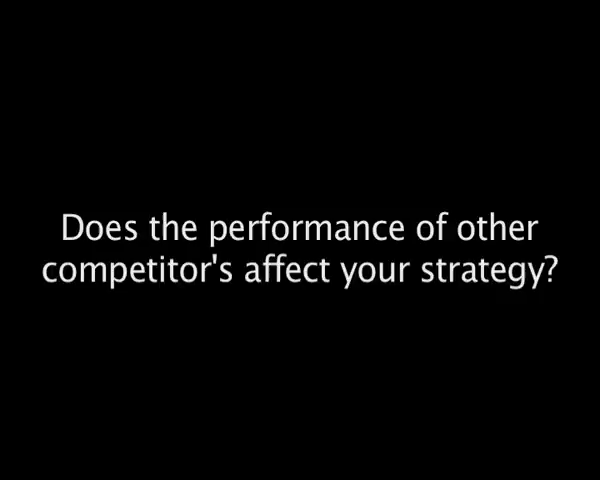 Does the performance of other
competitor's affect your strategy?